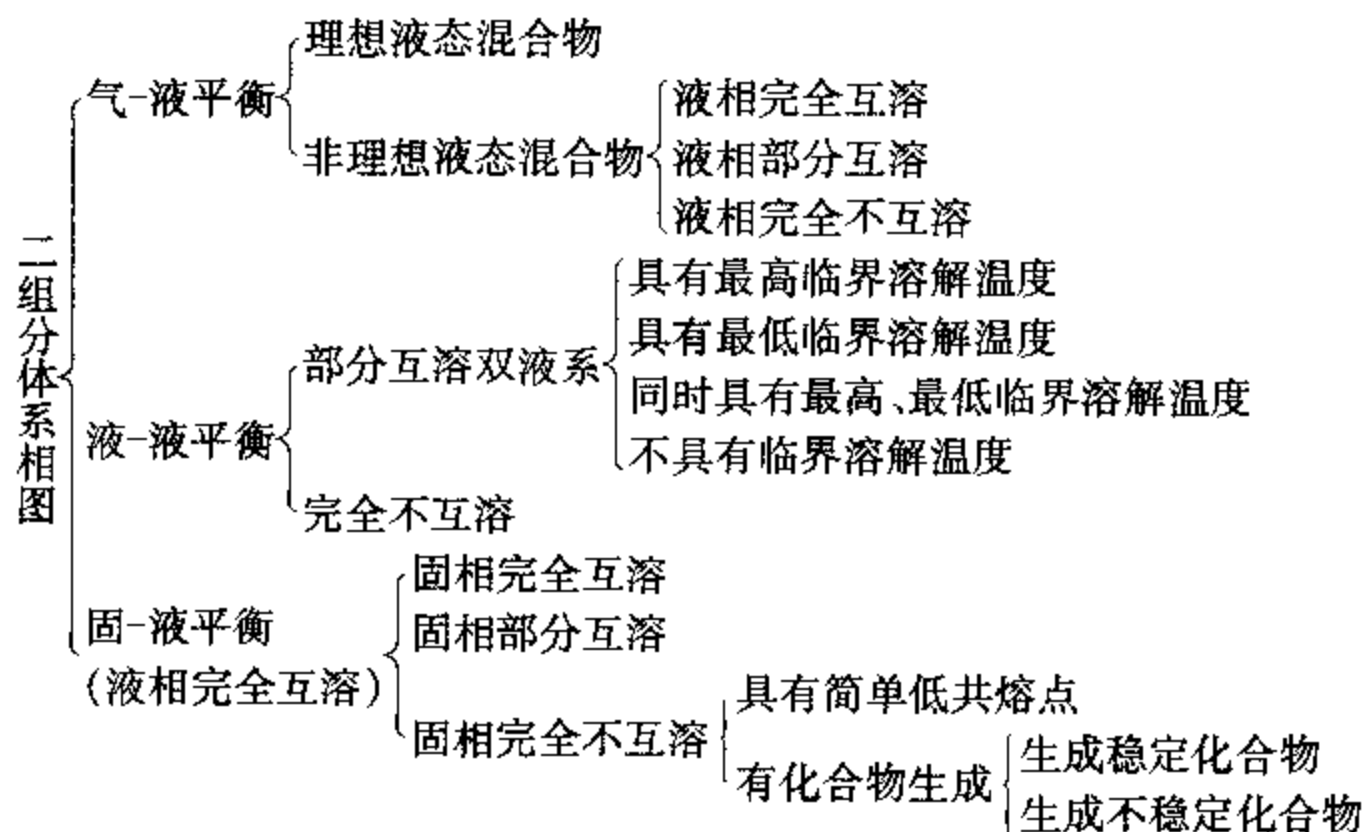 二组分体系相图
气-液平衡
理想液态混合物
非理想液态混合物
液相完全互溶
液相部分互溶
液相完全不互溶
液-液平衡
部分互溶双液系
具有最高临界溶解温度
具有最低临界溶解温度
同时具有最高、最低临界溶解温度
不具有临界溶解温度
完全不互溶
固-液平衡
(液相完全互溶)
固相完全互溶
固相部分互溶
固相完全不互溶
具有简单低共熔点
有化合物生成
生成稳定化合物
生成不稳定化合物